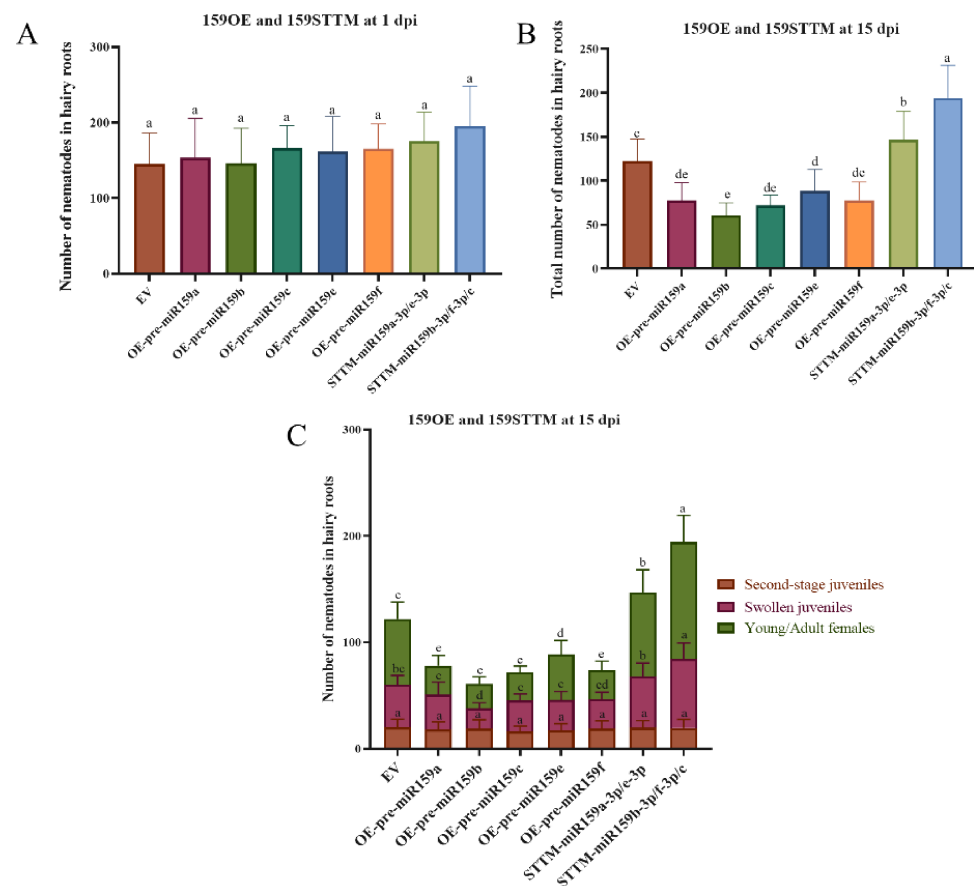 A
159OE and 159STTM at 1 dpi
Number of nematodes in hairy roots
300
200
100
0
a a a a a a a a
EV
OE-pre-miR159a
OE-pre-miR159b
OE-pre-miR159c
OE-pre-miR159e
OE-pre-miR159f
STTM-miR159a-3p/e-3p
STTM-miR159b-3p/f-3p/c
B
159OE and 159STTM at 15 dpi
Total number of nematodes in hairy roots
250
200
150
100
50
0
c de e de d de b a
EV
OE-pre-miR159a
OE-pre-miR159b
OE-pre-miR159c
OE-pre-miR159e
OE-pre-miR159f
STTM-miR159a-3p/e-3p
STTM-miR159b-3p/f-3p/c
C
159OE and 159STTM at 15 dpi
Number of nematodes in hairy roots
300
200
100
0
c e e e d e b a
bc c d c c cd b a
a a a a a a a a
EV
OE-pre-miR159a
OE-pre-miR159b
OE-pre-miR159c
OE-pre-miR159e
OE-pre-miR159f
STTM-miR159a-3p/e-3p
STTM-miR159b-3p/f-3p/c
Second-stage juveniles
Swollen juveniles
Young/Adult females